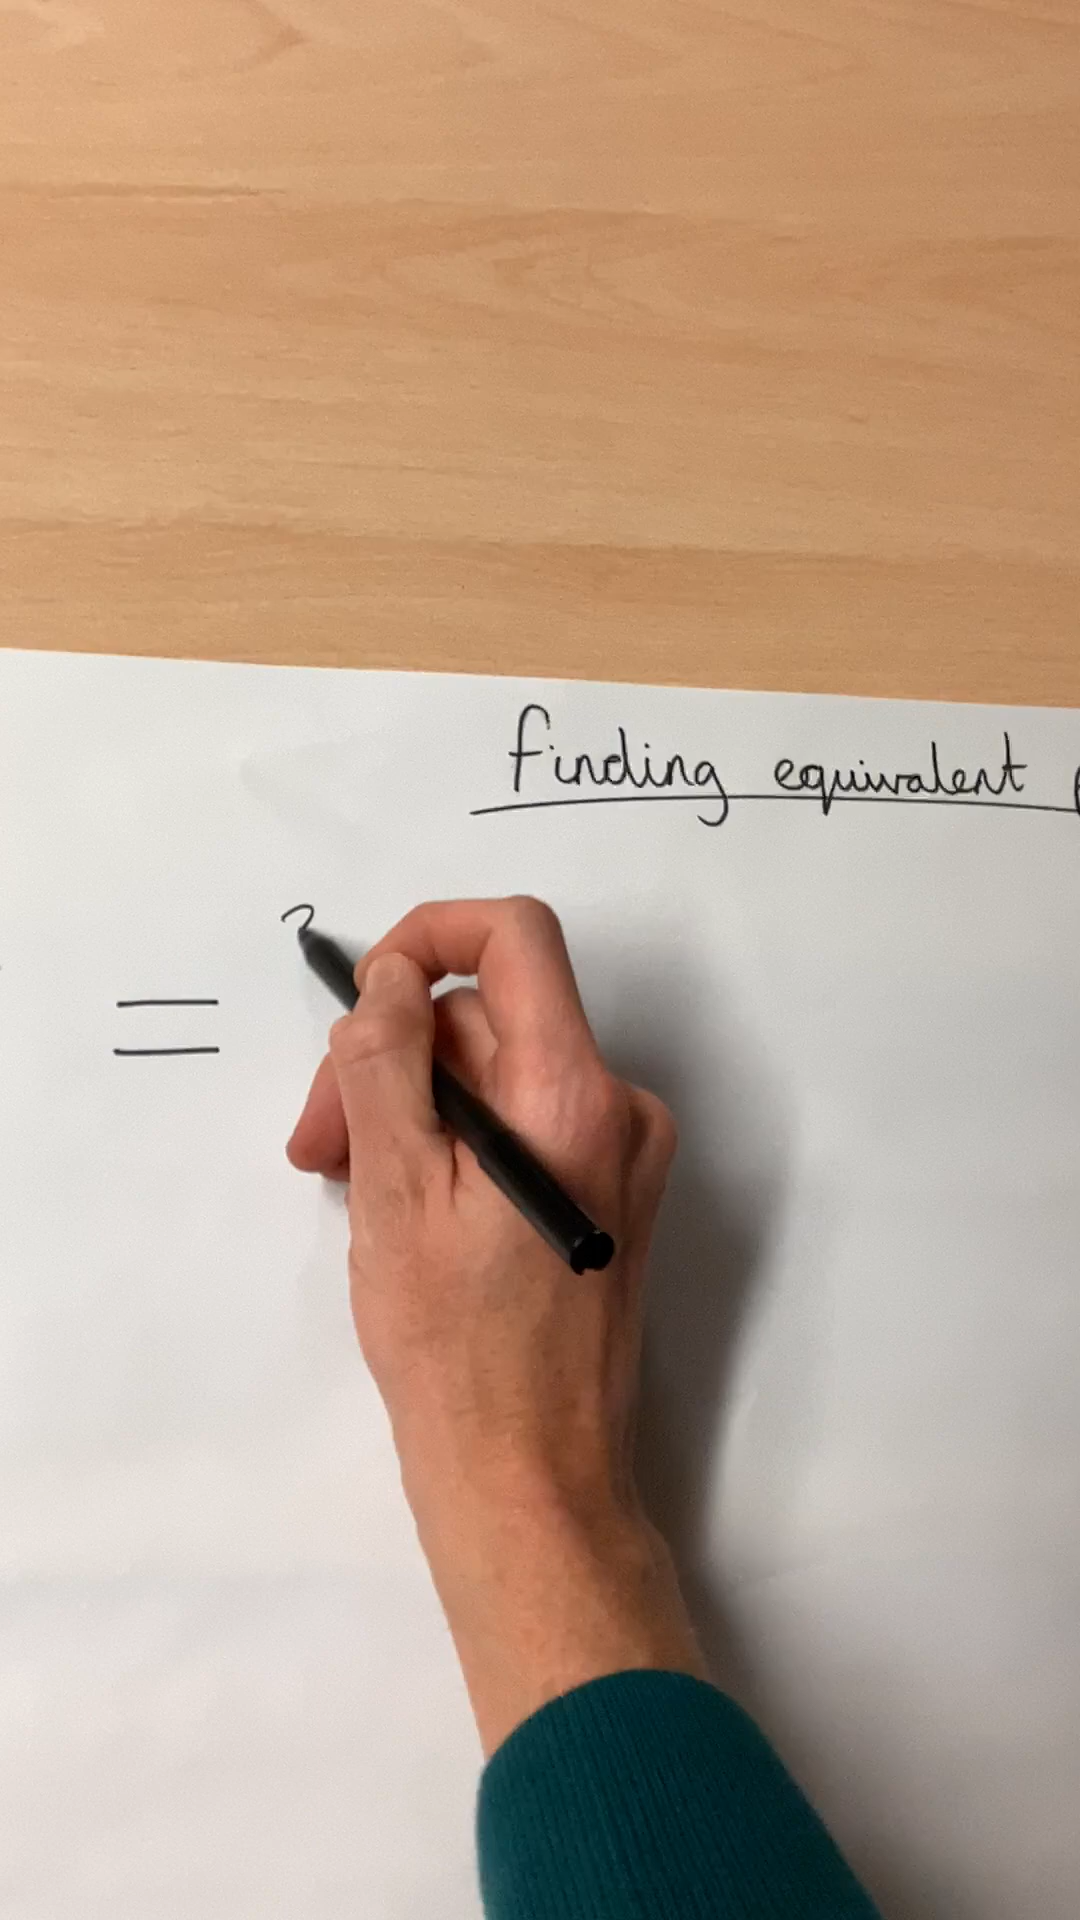 finding equivalent
=